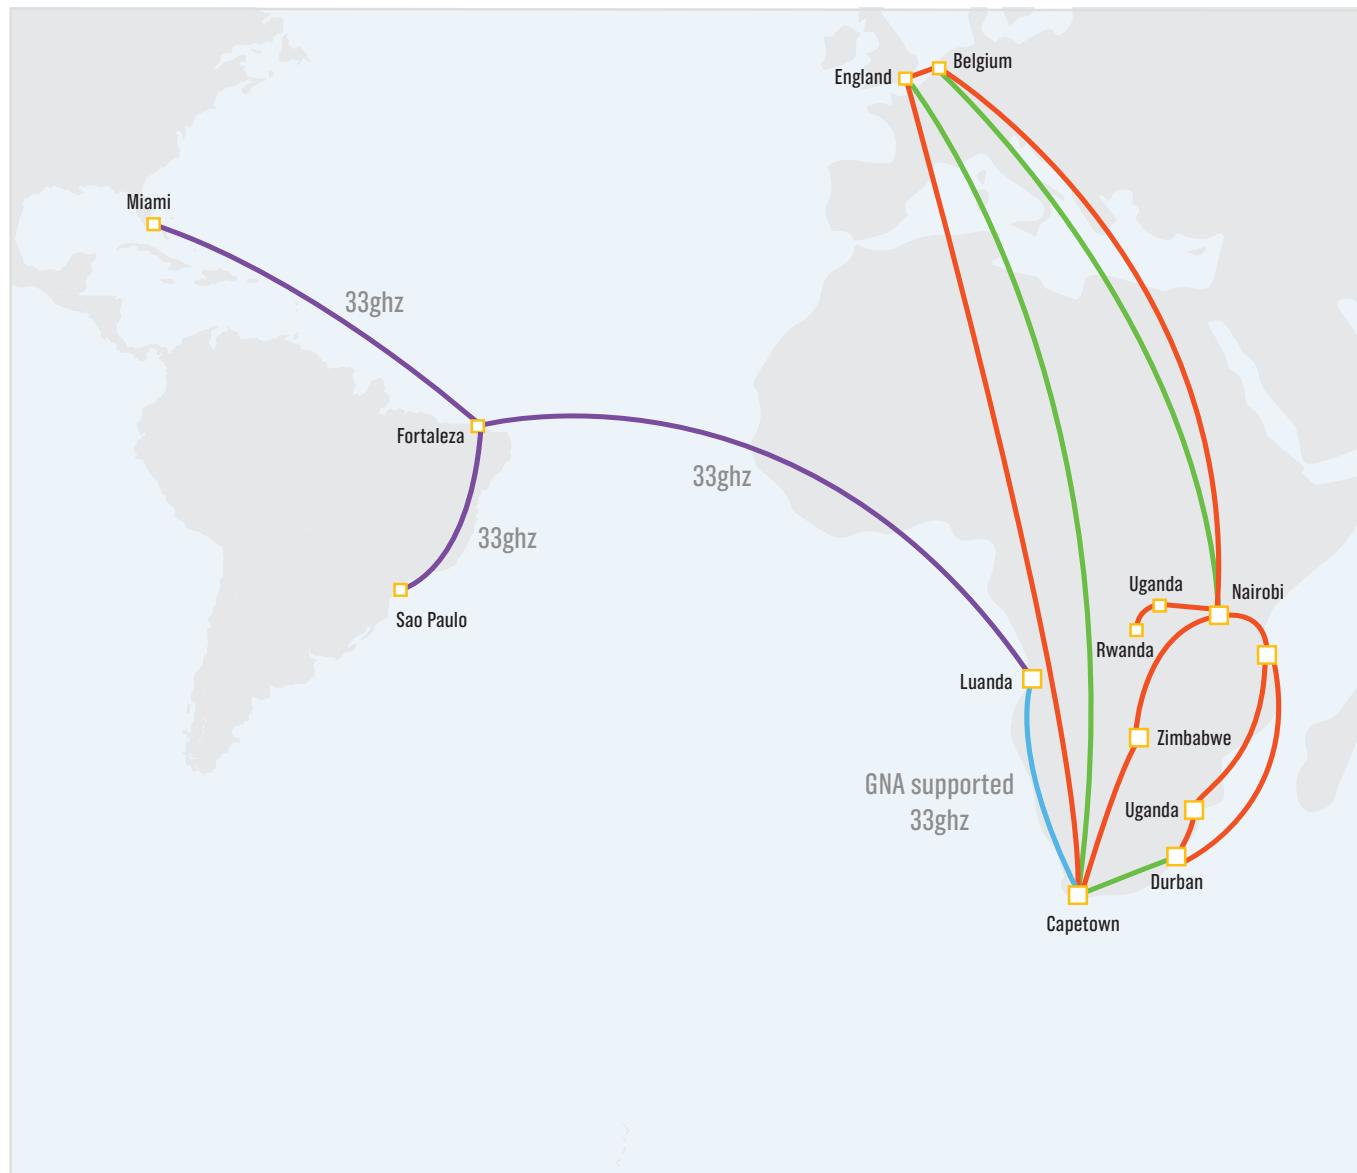 Belgium
England
Miami
33ghz
Fortaleza
33ghz
33ghz
Uganda
Nairobi
Sao Paulo
Rwanda
Luanda
Zimbabwe
GNA supported
33ghz
Uganda
Durban
Capetown